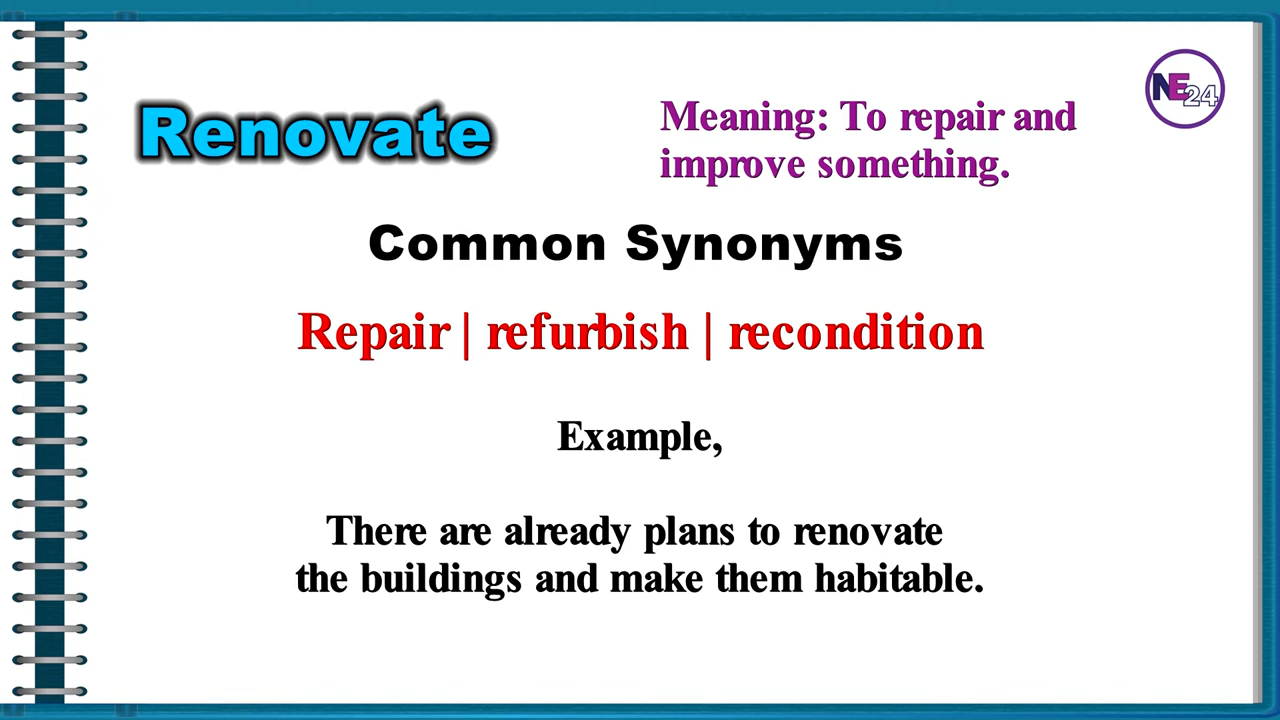 Renovate
Meaning: To repair and
improve something.
NE24
Common Synonyms
Repair | refurbish | recondition
Example,
There are already plans to renovate
the buildings and make them habitable.